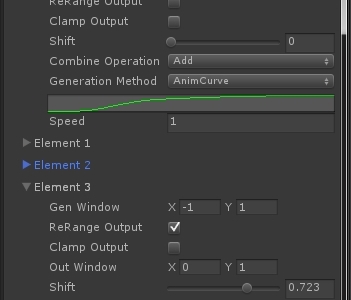 ReRange Output
Clamp Output
Shift 0
Combine Operation Add
Generation Method AnimCurve
Speed 1
Element 1
Element 2
Element 3
Gen Window X -1 Y 1
ReRange Output
Clamp Output
Out Window X 0 Y 1
Shift 0.723